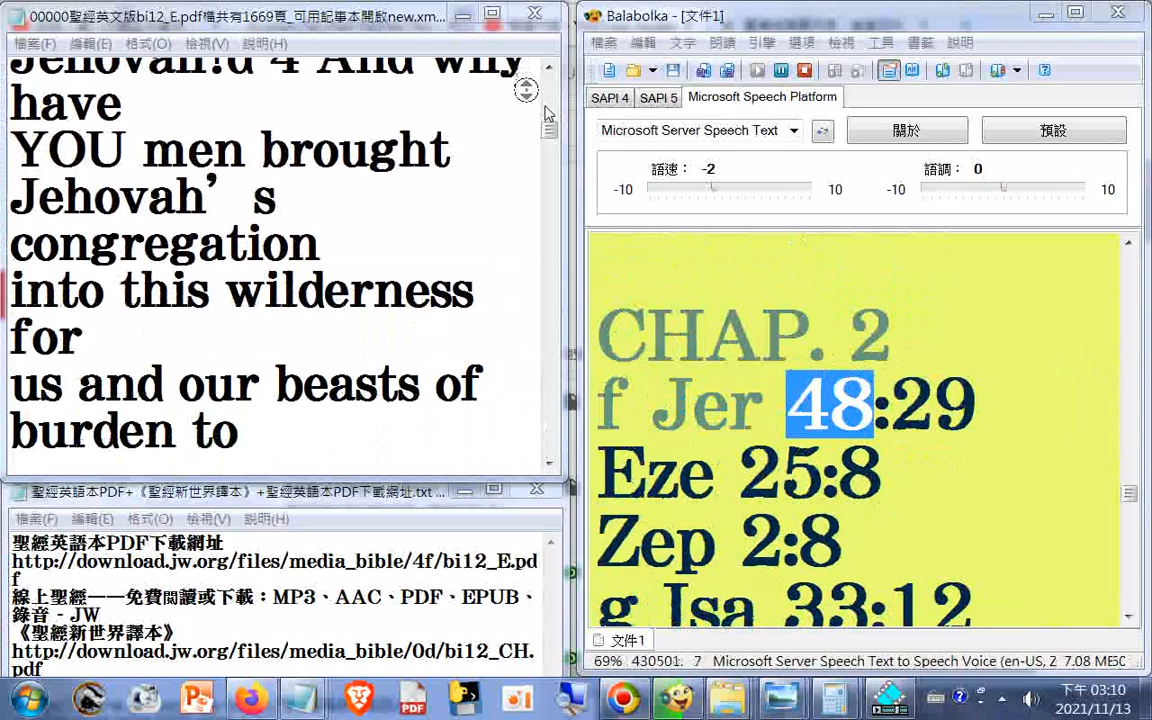 00000聖經英文版bi12_E.pdf檔共有1669頁_可用記事本開啟new.xm...
檔案(F) 編輯(E) 格式(O) 檢視(V) 說明(H)
Jehovah!d 4 And why
have
YOU men brought
Jehovah’s
congregation
into this wilderness
for
us and our beasts of
burden to
聖經英語本PDF+《聖經新世界譯本》+聖經英語本PDF下載網址.txt ...
檔案(F) 編輯(E) 格式(O) 檢視(V) 說明(H)
聖經英語本PDF下載網址
http://download.jw.org/files/media_bible/4f/bi12_E.pd
f
線上聖經——免費閱讀或下載：MP3、AAC、PDF、EPUB、
錄音 - JW
《聖經新世界譯本》
http://download.jw.org/files/media_bible/0d/bi12_CH.
pdf
Balabolka - [文件1]
檔案 編輯 文字 朗讀 引擎 選項 檢視 工具 書籤 說明
SAPI 4 SAPI 5 Microsoft Speech Platform
Microsoft Server Speech Text 關於 預設
語速： -2 語調： 0
-10 10 -10 10
CHAP. 2
f Jer 48:29
Eze 25:8
Zep 2:8
g Isa 33:12
文件1
69% 430501. 7 Microsoft Server Speech Text to Speech Voice (en-US, Z 7.08 ME5C
下午 03:10
2021/11/13